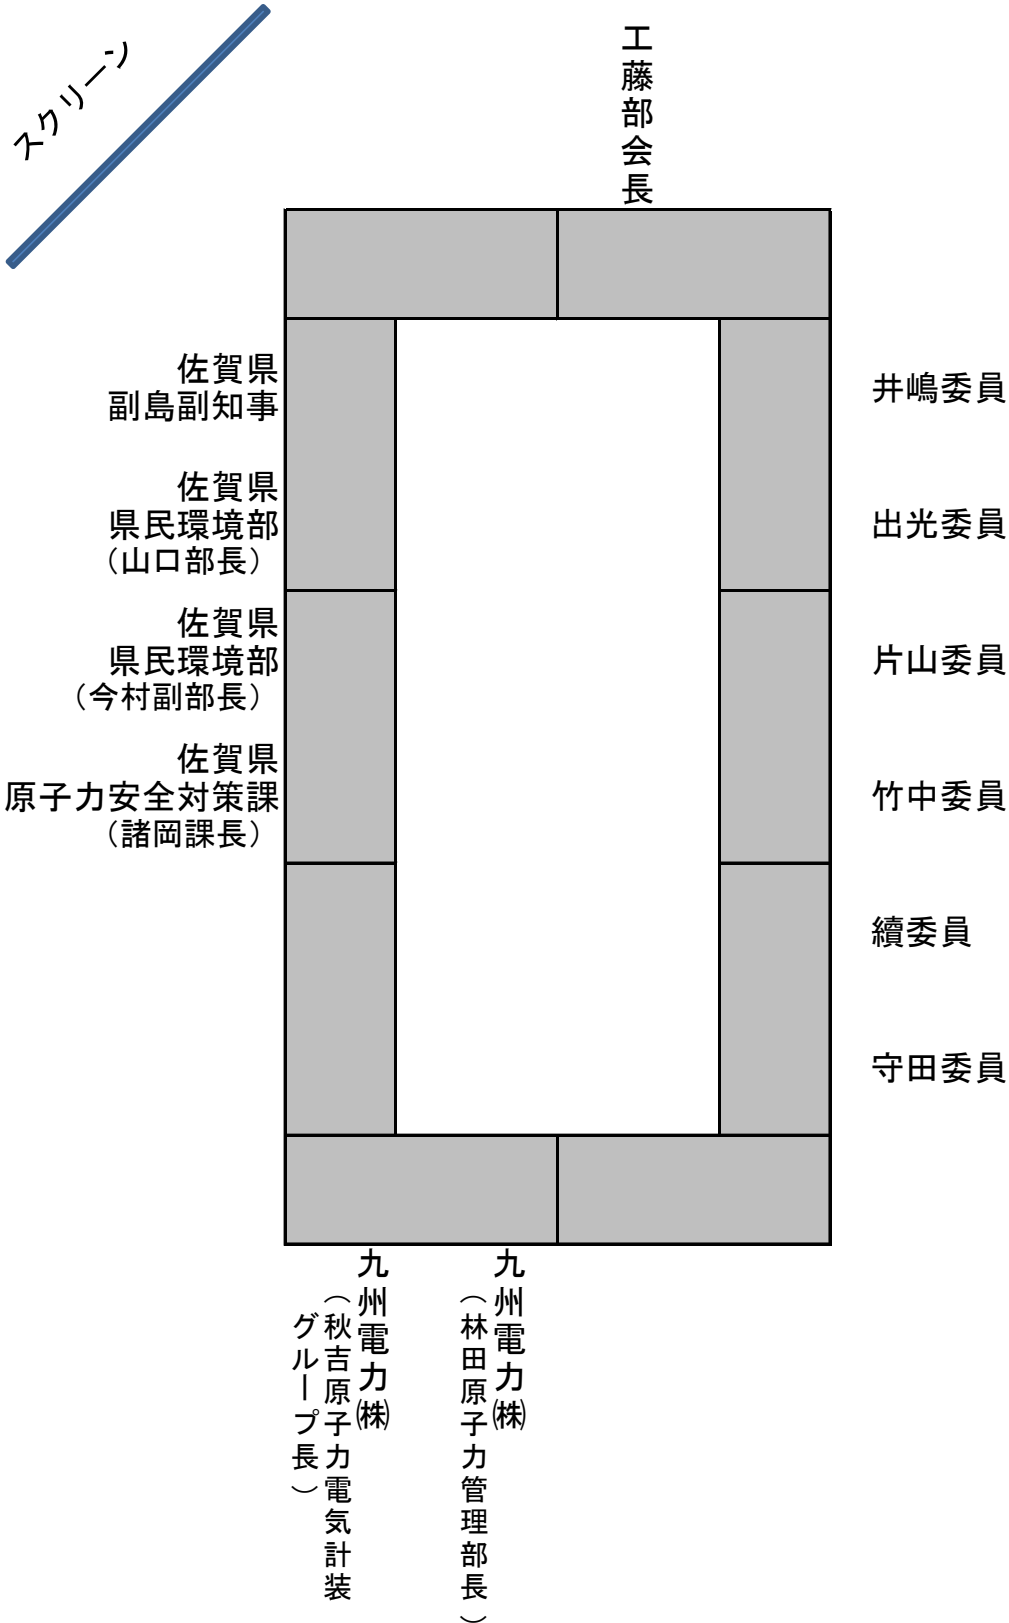 スクリーン
工藤部会長
佐賀県
副島副知事
佐賀県
県民環境部
（山口部長）
佐賀県
県民環境部
（今村副部長）
佐賀県
原子力安全対策課
（諸岡課長）
井嶋委員
出光委員
片山委員
竹中委員
續委員
守田委員
九州電力㈱
（林田原子力管理部長）
九州電力㈱
（秋吉原子力電気計装
グループ長）